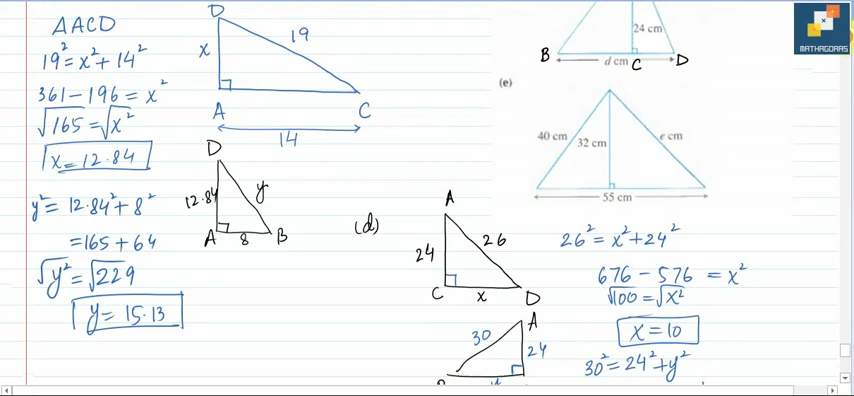 ΔACD
19² = x² + 14²
361 - 196 = x²
√165 = √x²
x = 12.84
y² = 12.84² + 8²
= 165 + 64
√y² = √229
y = 15.13
D
x
19
A
C
14
D
12.84
y
A
8
B
(d)
A
24
26
C
x
D
30
A
24
24 cm
B
d cm
C
D
(e)
40 cm
32 cm
e cm
55 cm
26² = x² + 24²
676 - 576 = x²
√100 = √x²
x = 10
30² = 24² + y²
MATHAGORAS